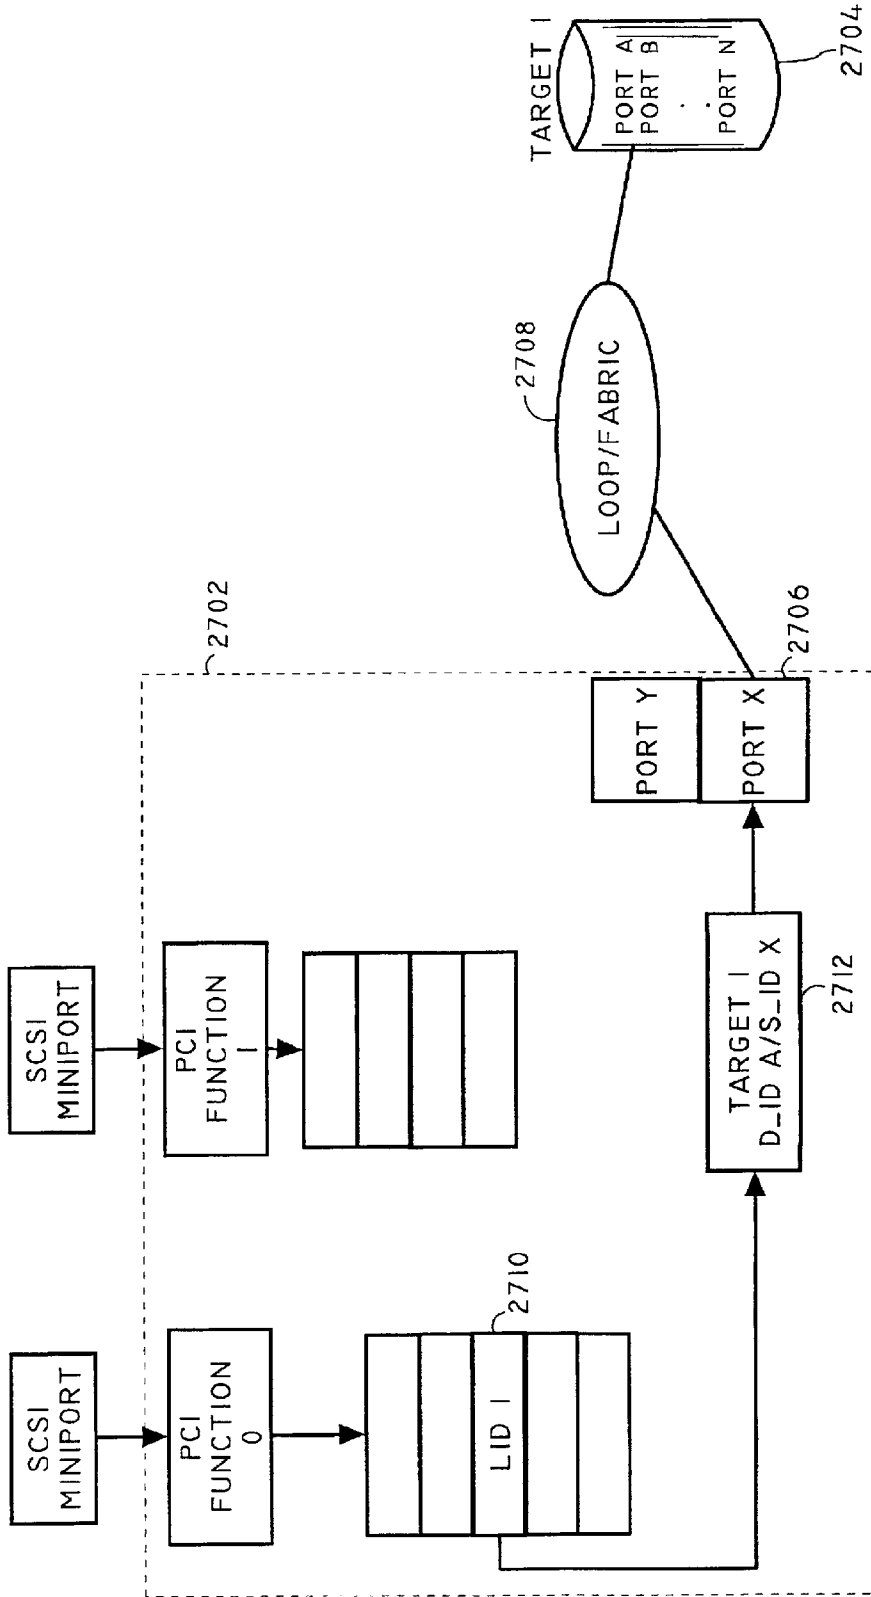 SCSI
MINIPORT
SCSI
MINIPORT
2702
PCI
FUNCTION
0
PCI
FUNCTION
1
LID 1
2710
TARGET 1
D_ID A/S_ID X
2712
PORT Y
PORT X
2706
2708
LOOP/FABRIC
TARGET 1
PORT A
PORT B
.
.
PORT N
2704